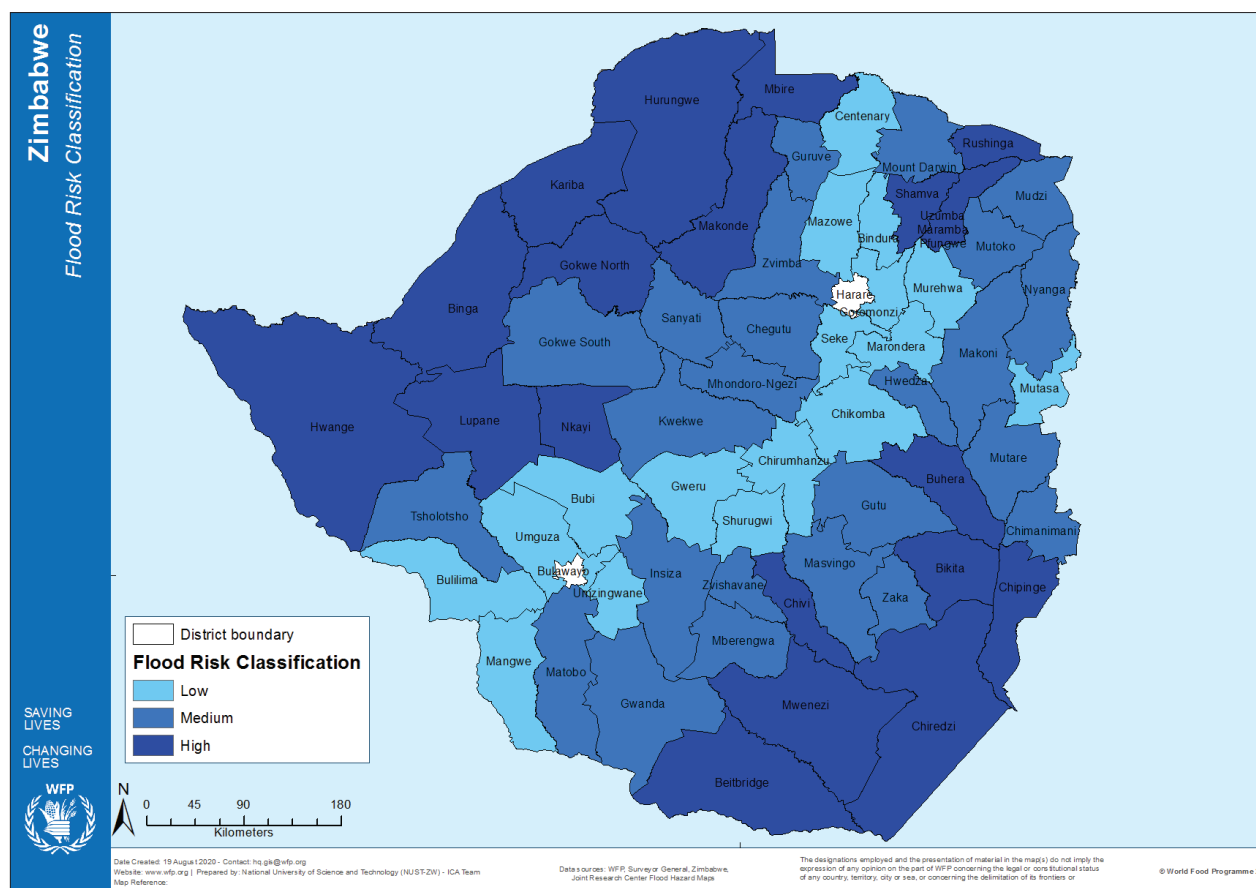 Zimbabwe
Flood Risk Classification
Hurungwe
Mbire
Centenary
Rushinga
Guruve
Mount Darwin
Kariba
Shamva
Mudzi
Uzumba
Maramba
Pfungwe
Makonde
Mazowe
Bindura
Mutoko
Gokwe North
Zvimba
Murehwa
Nyanga
Harare
Binga
Goromonzi
Sanyati
Chegutu
Gokwe South
Seke
Marondera
Makoni
Mhondoro-Ngezi
Hwedza
Mutasa
Chikomba
Lupane
Nkayi
Kwekwe
Hwange
Chirumhanzu
Mutare
Buhera
Gweru
Bubi
Gutu
Tsholotsho
Shurugwi
Chimanimani
Umguza
Masvingo
Bikita
Bulawayo
Insiza
Bulilima
Zvishavane
Chipinge
Umzingwane
Chivi
Zaka
Mberengwa
Mangwe
Matobo
Gwanda
Mwenezi
Chiredzi
Beitbridge
District boundary
Flood Risk Classification
Low
Medium
High
SAVING
LIVES
CHANGING
LIVES
WFP
N
0 45 90 180
Kilometers
Date Created: 19 August 2020 - Contact: hq.gis@wfp.org
Website: www.wfp.org | Prepared by: National University of Science and Technology (NUST-ZW) - ICA Team
Map Reference:
Data sources: WFP, Surveyor General, Zimbabwe,
Joint Research Center Flood Hazard Maps
The designations employed and the presentation of material in the map(s) do not imply the
expression of any opinion on the part of WFP concerning the legal or constitutional status
of any country, territory, city or sea, or concerning the delimitation of its frontiers or
© World Food Programme